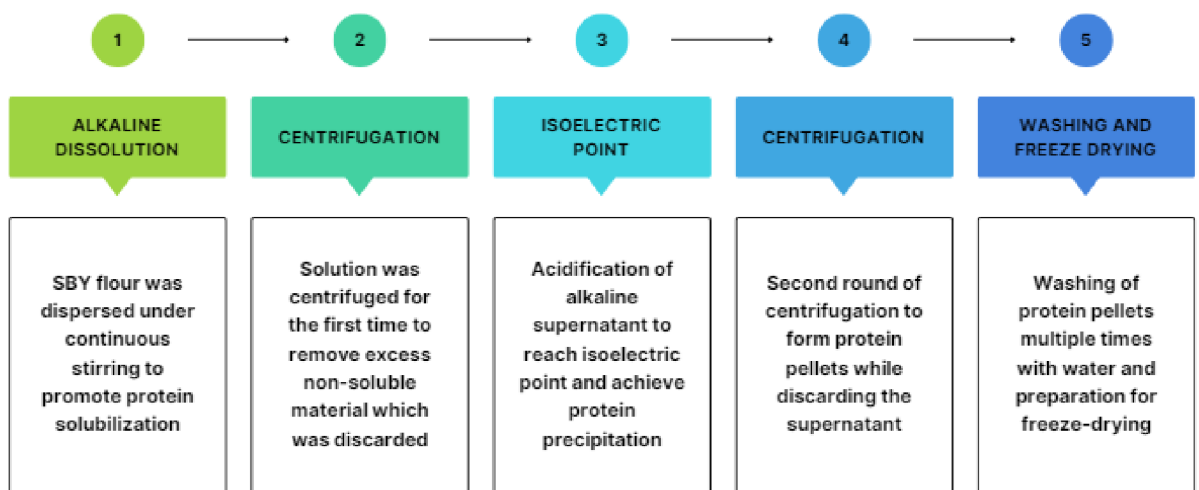 1
2
3
4
5
ALKALINE
DISSOLUTION
CENTRIFUGATION
ISOELECTRIC
POINT
CENTRIFUGATION
WASHING AND
FREEZE DRYING
SBY flour was
dispersed under
continuous
stirring to
promote protein
solubilization
Solution was
centrifuged for
the first time to
remove excess
non-soluble
material which
was discarded
Acidification of
alkaline
supernatant to
reach isoelectric
point and achieve
protein
precipitation
Second round of
centrifugation to
form protein
pellets while
discarding the
supernatant
Washing of
protein pellets
multiple times
with water and
preparation for
freeze-drying